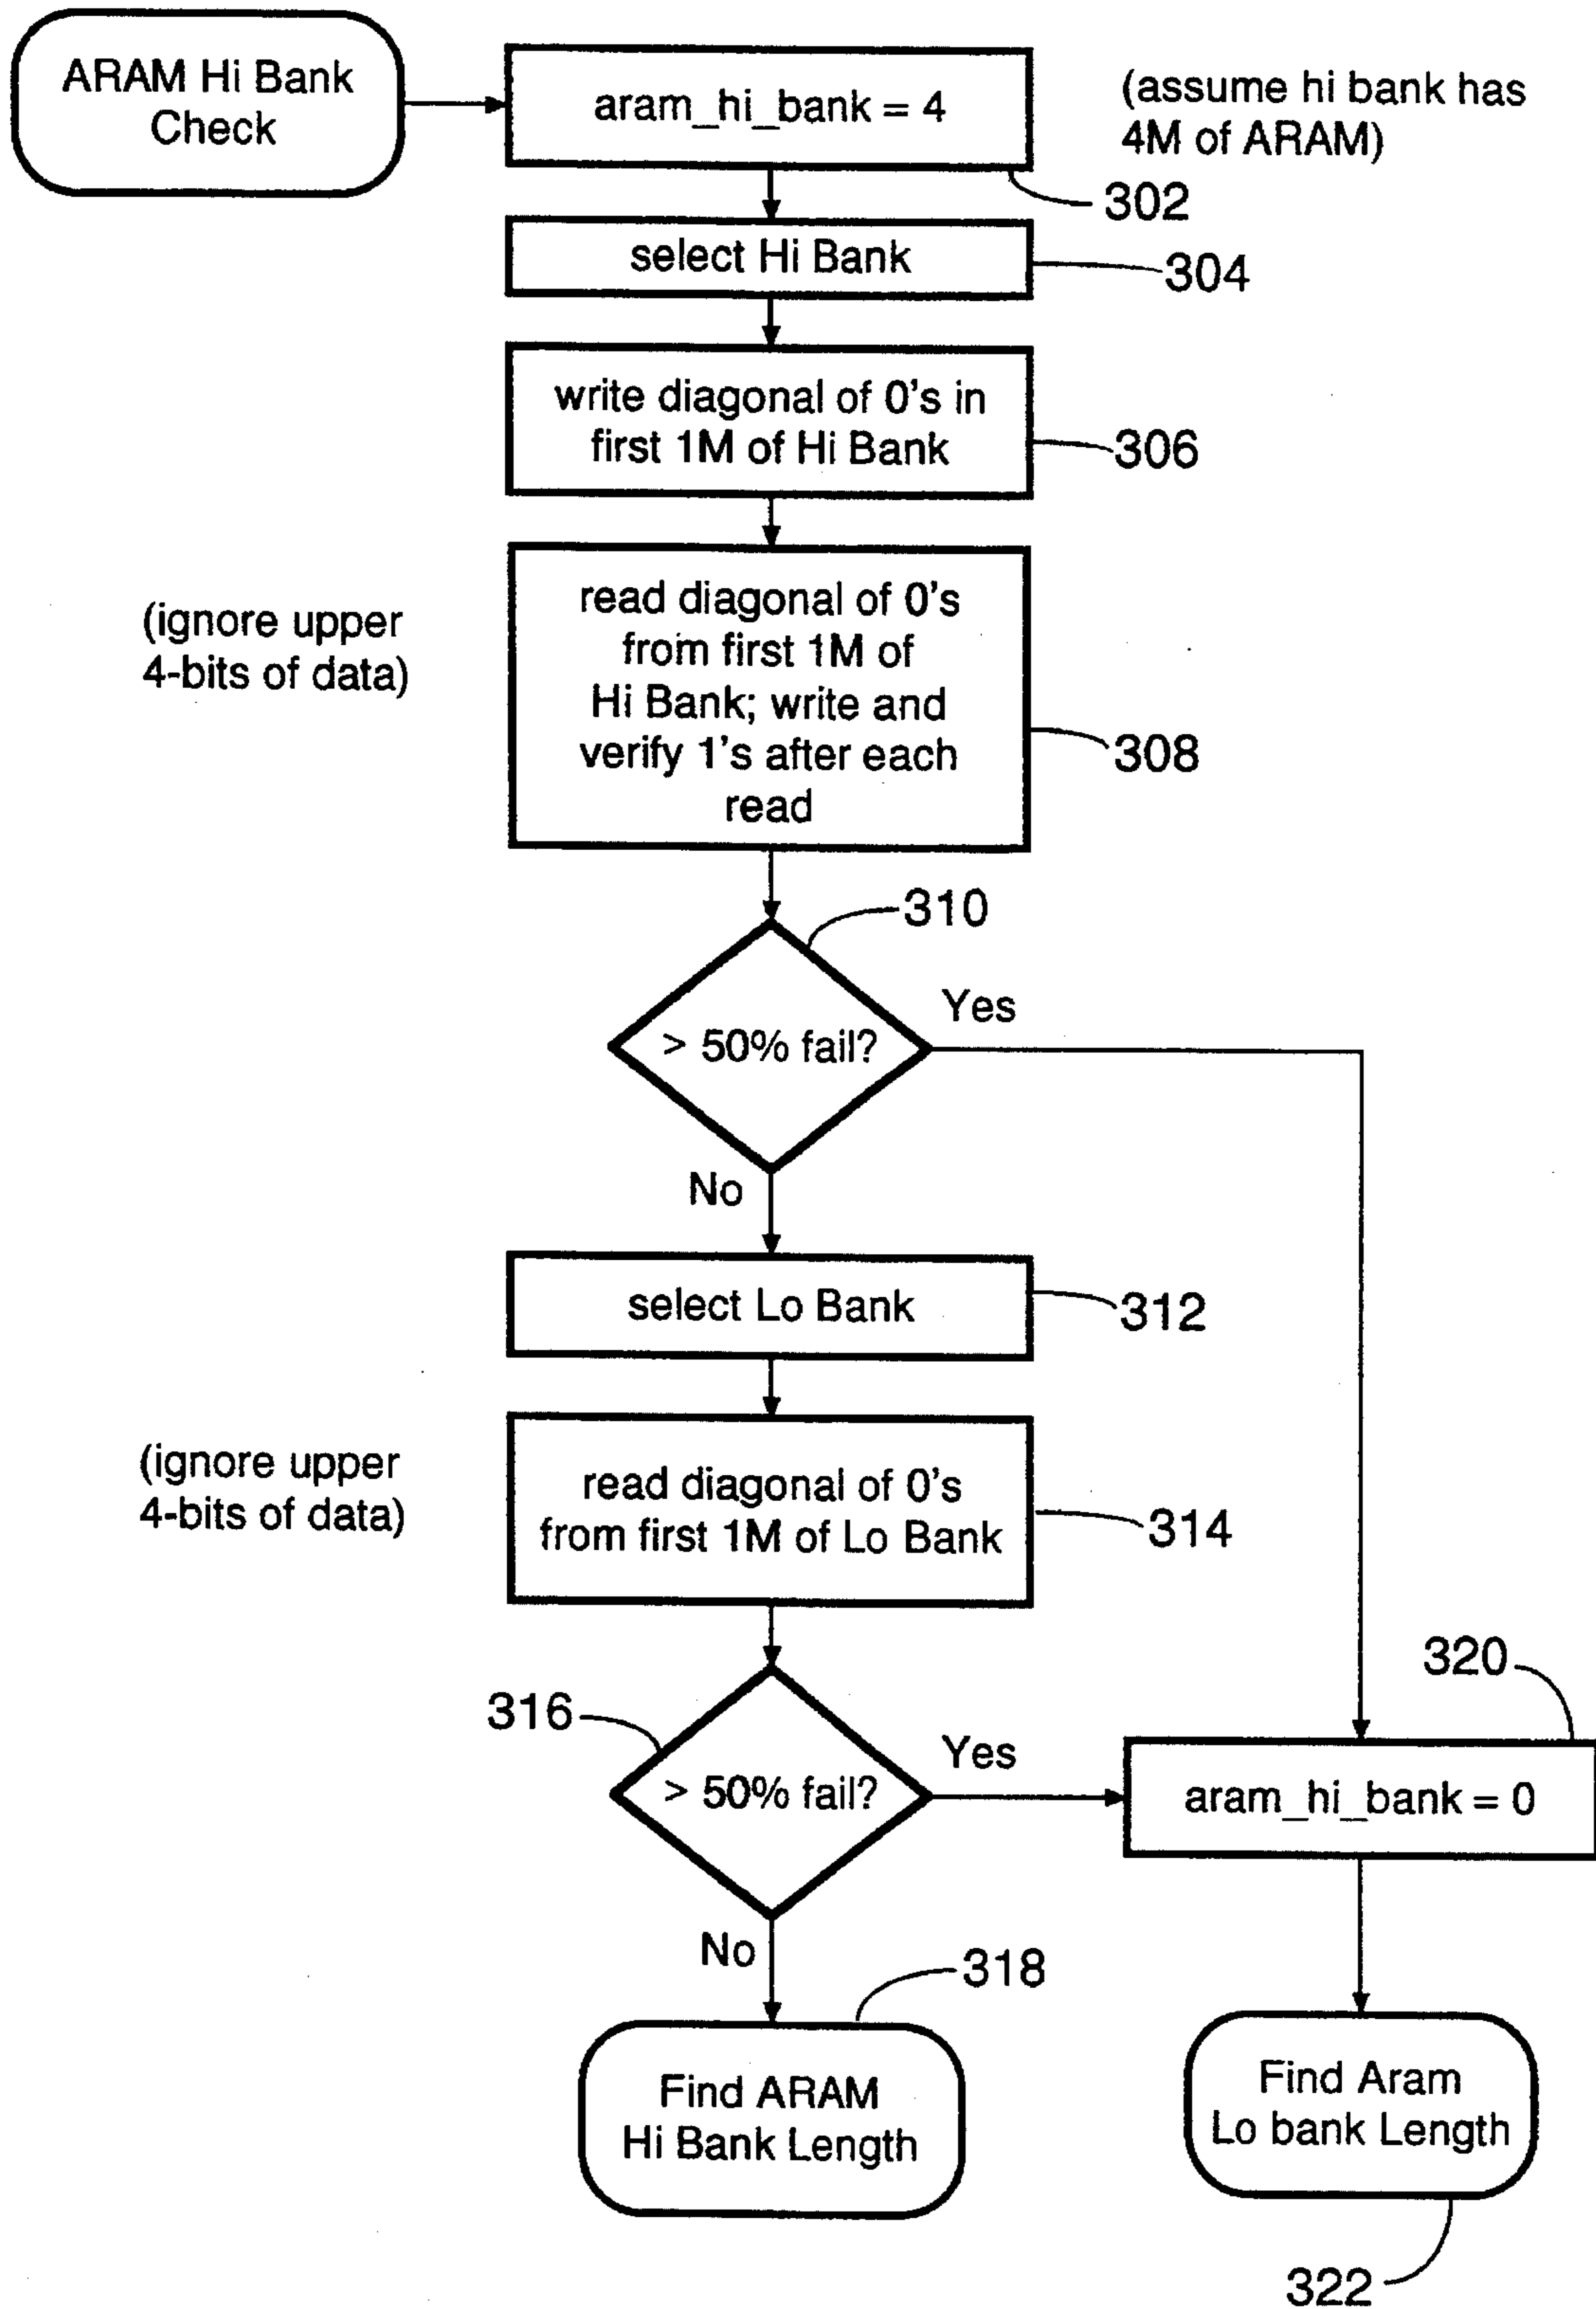 ARAM Hi Bank
Check
aram_hi_bank = 4
(assume hi bank has
4M of ARAM)
302
select Hi Bank
304
write diagonal of 0's in
first 1M of Hi Bank
306
(ignore upper
4-bits of data)
read diagonal of 0's
from first 1M of
Hi Bank; write and
verify 1's after each
read
308
310
> 50% fail?
Yes
No
select Lo Bank
312
(ignore upper
4-bits of data)
read diagonal of 0's
from first 1M of Lo Bank
314
316
> 50% fail?
Yes
320
aram_hi_bank = 0
No
318
Find ARAM
Hi Bank Length
Find Aram
Lo bank Length
322